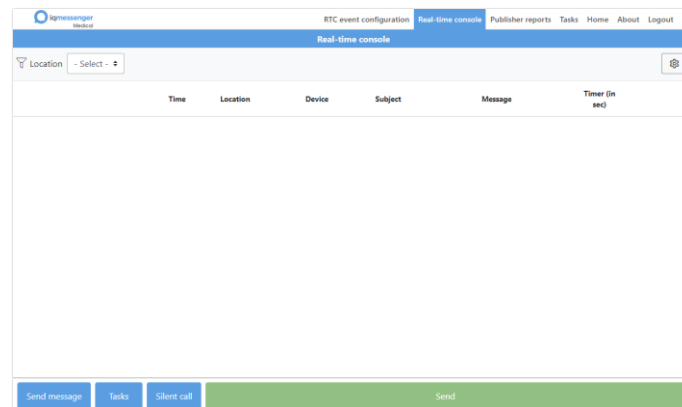 iqmessenger
Medical
RTC event configuration Real-time console Publisher reports Tasks Home About Logout
Real-time console
Location - Select -
Time Location Device Subject Message Timer (in
sec)
Send message Tasks Silent call Send